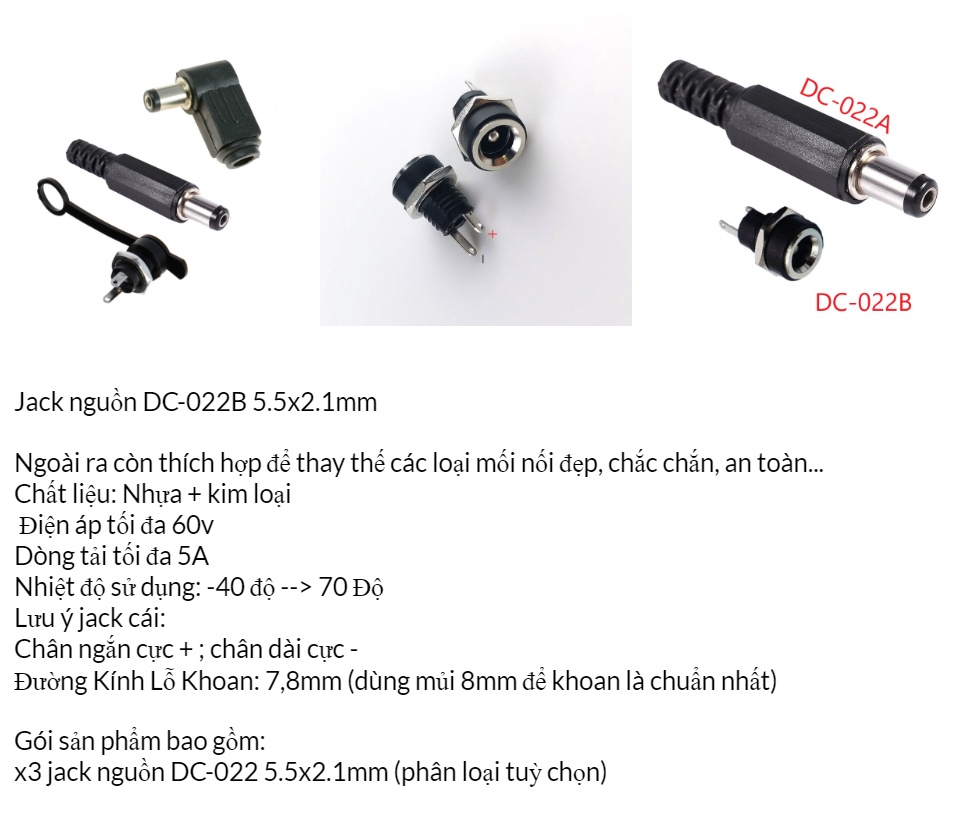 DC-022A
+
-
DC-022B
Jack nguồn DC-022B 5.5x2.1mm
Ngoài ra còn thích hợp để thay thế các loại mối nối đẹp, chắc chắn, an toàn...
Chất liệu: Nhựa + kim loại
Điện áp tối đa 60v
Dòng tải tối đa 5A
Nhiệt độ sử dụng: -40 độ --> 70 Độ
Lưu ý jack cái:
Chân ngắn cực + ; chân dài cực -
Đường Kính Lỗ Khoan: 7,8mm (dùng mủi 8mm để khoan là chuẩn nhất)
Gói sản phẩm bao gồm:
x3 jack nguồn DC-022 5.5x2.1mm (phân loại tuỳ chọn)